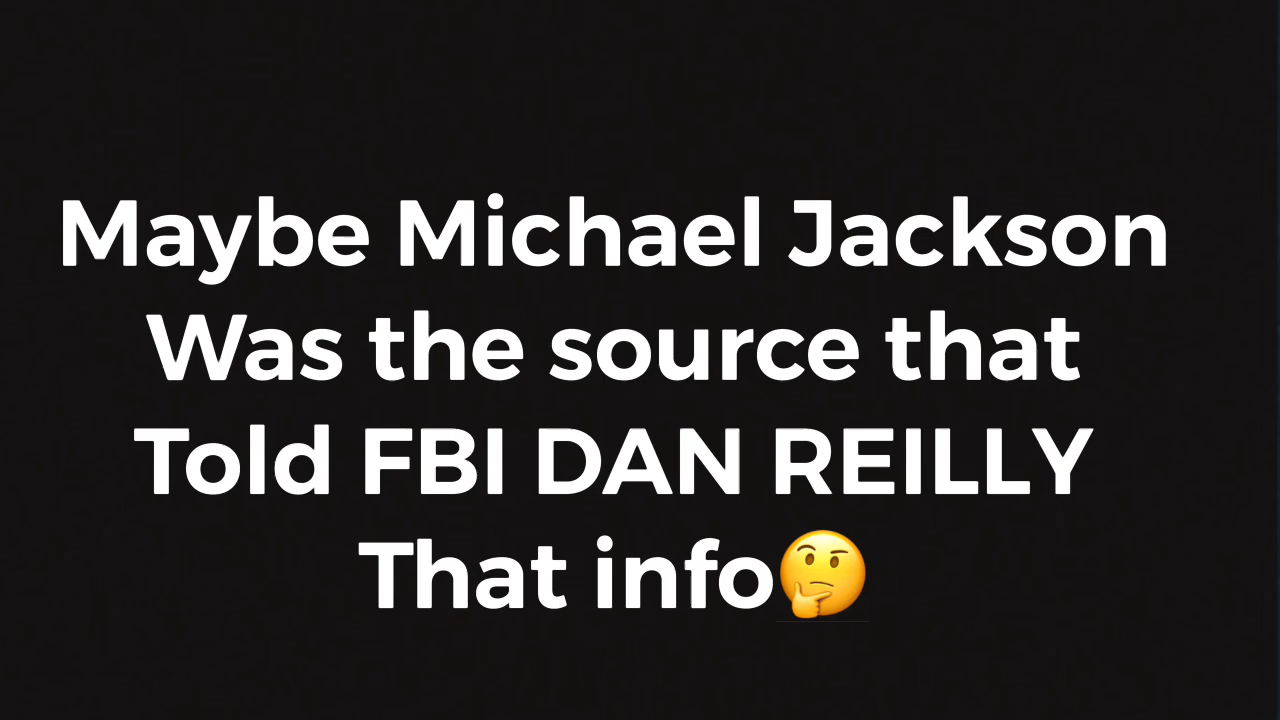 Maybe Michael Jackson
Was the source that
Told FBI DAN REILLY
That info🤔